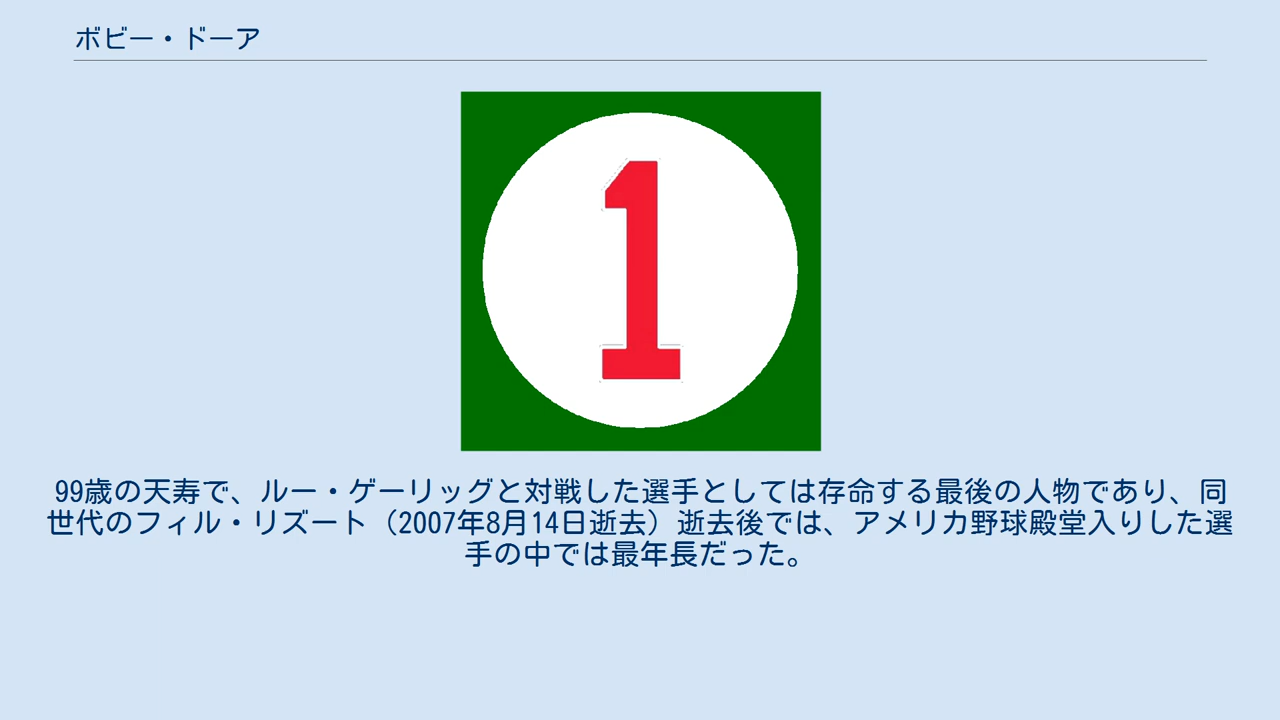 ボビー・ドーア
1
99歳の天寿で、ルー・ゲーリッグと対戦した選手としては存命する最後の人物であり、同
世代のフィル・リズート（2007年8月14日逝去）逝去後では、アメリカ野球殿堂入りした選
手の中では最年長だった。